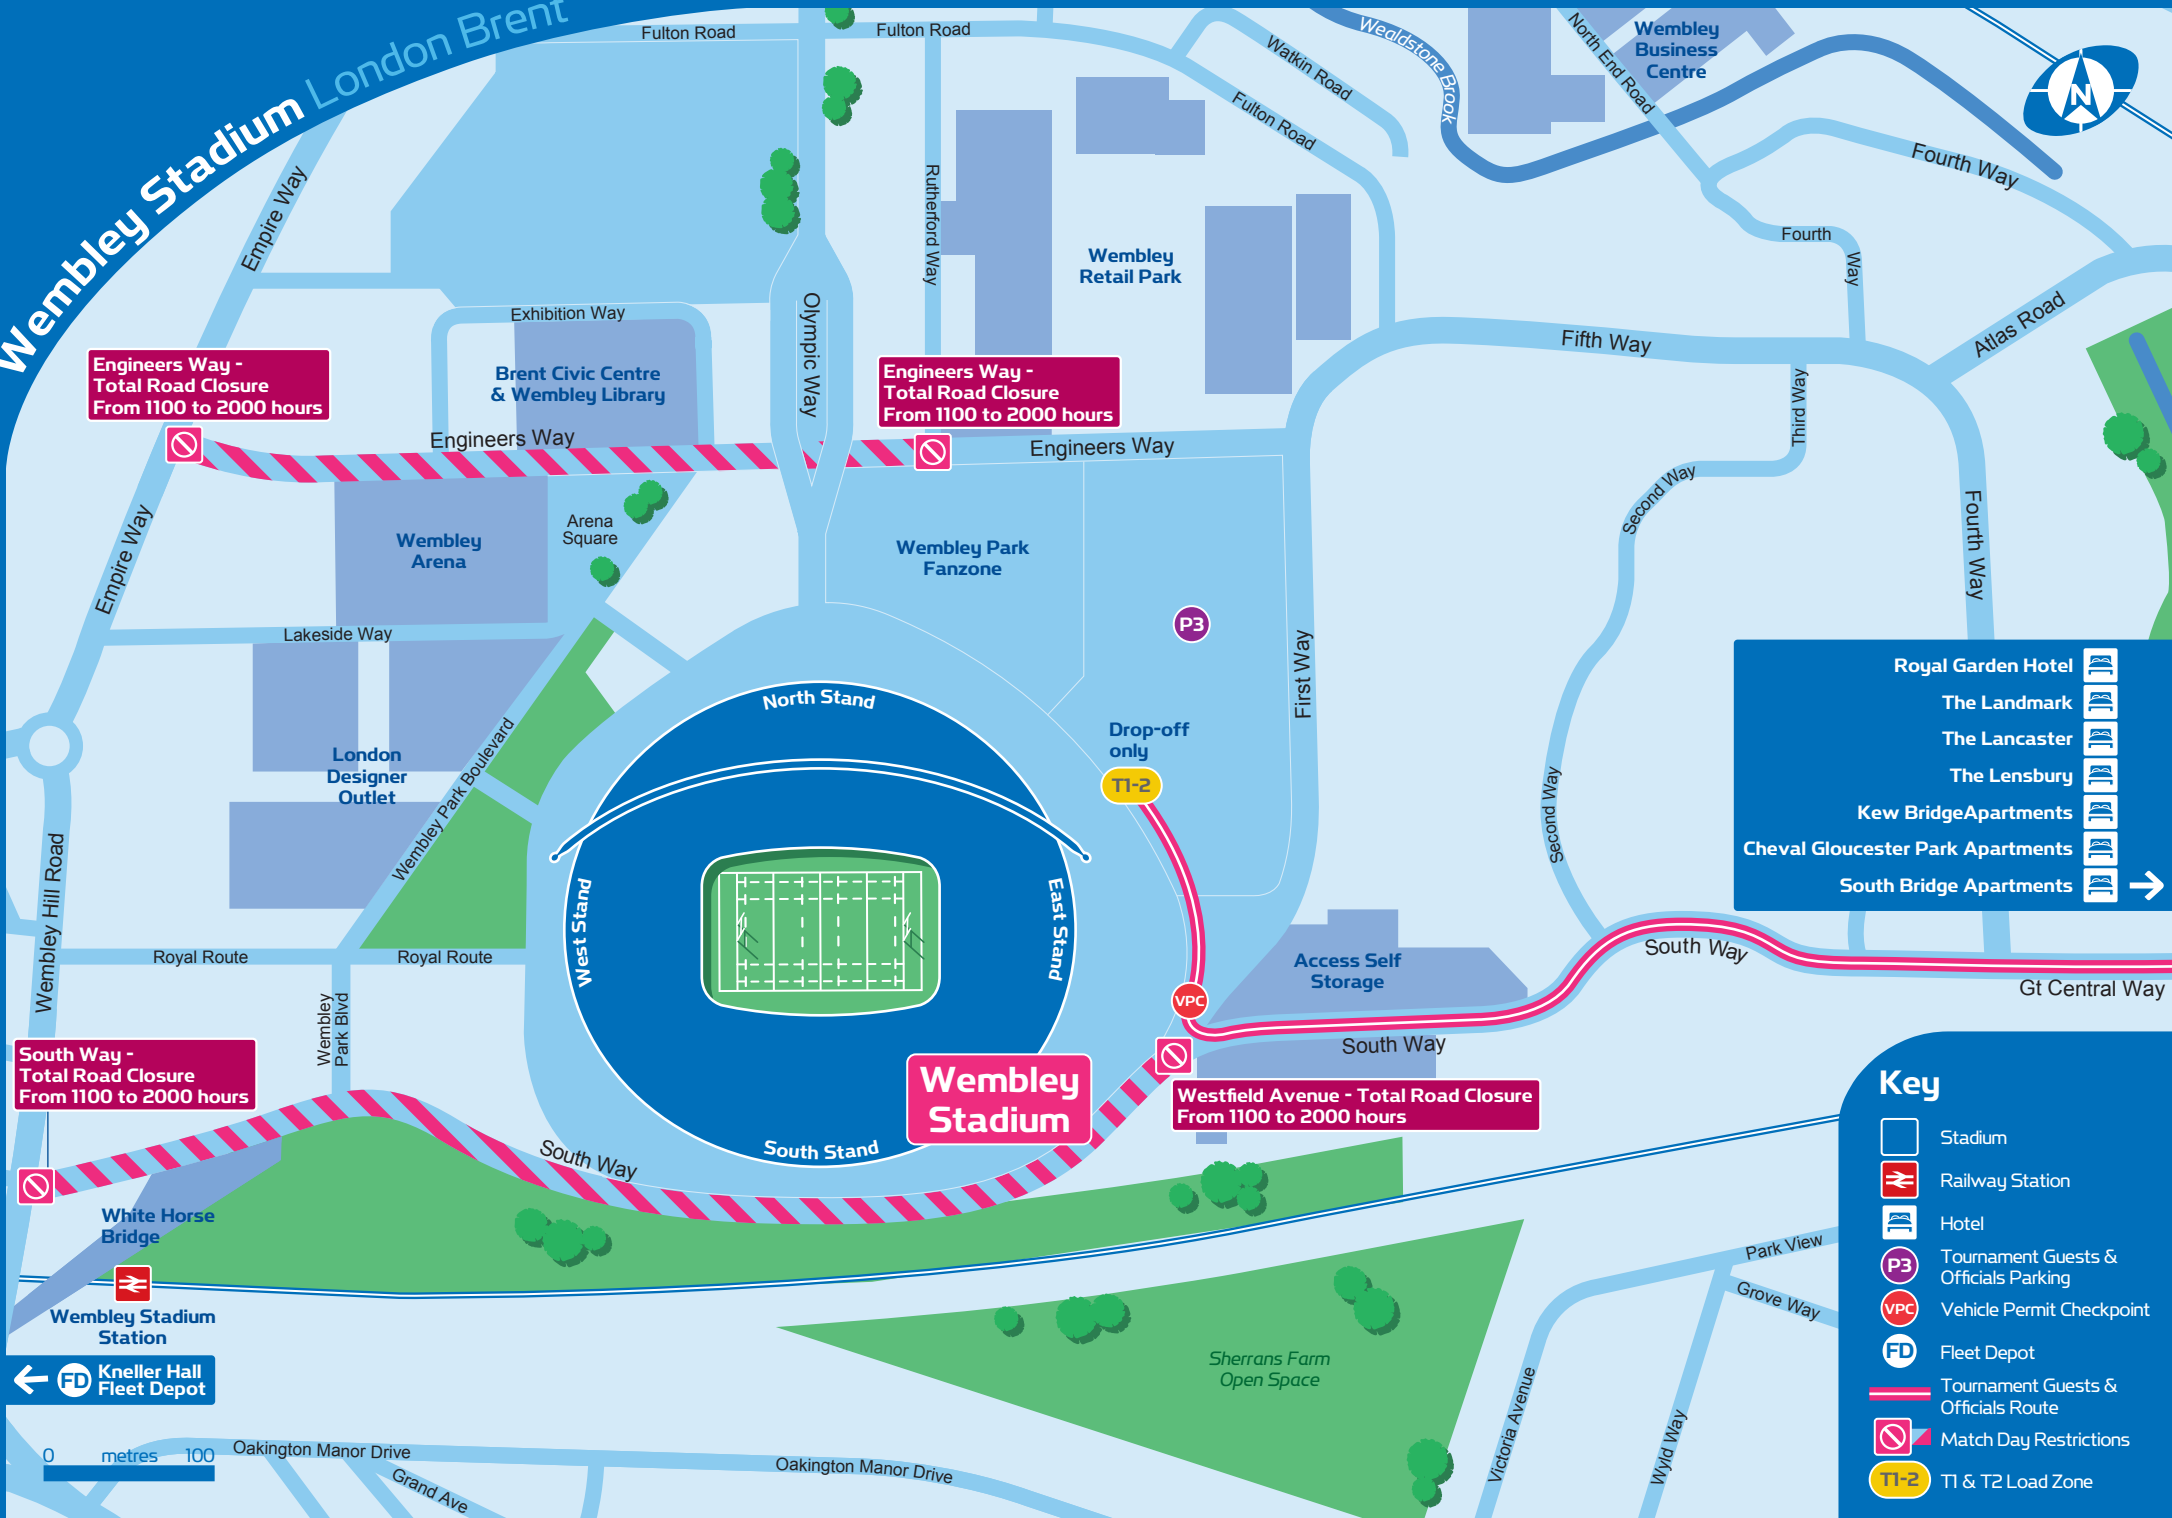 Wembley Stadium London Brent
Fulton Road
Fulton Road
Watkin Road
Fulton Road
Wealdstone Brook
North End Road
Wembley
Business
Centre
N
Fourth Way
Fourth
Way
Atlas Road
Empire Way
Rutherford Way
Wembley
Retail Park
Exhibition Way
Olympic Way
Brent Civic Centre
& Wembley Library
Engineers Way -
Total Road Closure
From 1100 to 2000 hours
Engineers Way -
Total Road Closure
From 1100 to 2000 hours
Engineers Way
Engineers Way
Fifth Way
Third Way
Second Way
Fourth Way
Empire Way
Wembley
Arena
Arena
Square
Wembley Park
Fanzone
P3
First Way
Lakeside Way
Royal Garden Hotel
The Landmark
The Lancaster
The Lensbury
Kew BridgeApartments
Cheval Gloucester Park Apartments
South Bridge Apartments
London
Designer
Outlet
Wembley Park Boulevard
North Stand
Drop-off
only
T1-2
Second Way
Wembley Hill Road
West Stand
East Stand
Royal Route
Royal Route
Wembley
Park Blvd
Access Self
Storage
South Way
Gt Central Way
VPC
South Way
South Way -
Total Road Closure
From 1100 to 2000 hours
Wembley
Stadium
Westfield Avenue - Total Road Closure
From 1100 to 2000 hours
South Stand
South Way
White Horse
Bridge
Wembley Stadium
Station
FD
Kneller Hall
Fleet Depot
0 metres 100
Oakington Manor Drive
Grand Ave
Oakington Manor Drive
Sherrans Farm
Open Space
Victoria Avenue
Wyld Way
Park View
Grove Way
Key
Stadium
Railway Station
Hotel
P3
Tournament Guests &
Officials Parking
VPC
Vehicle Permit Checkpoint
FD
Fleet Depot
Tournament Guests &
Officials Route
Match Day Restrictions
T1-2
T1 & T2 Load Zone